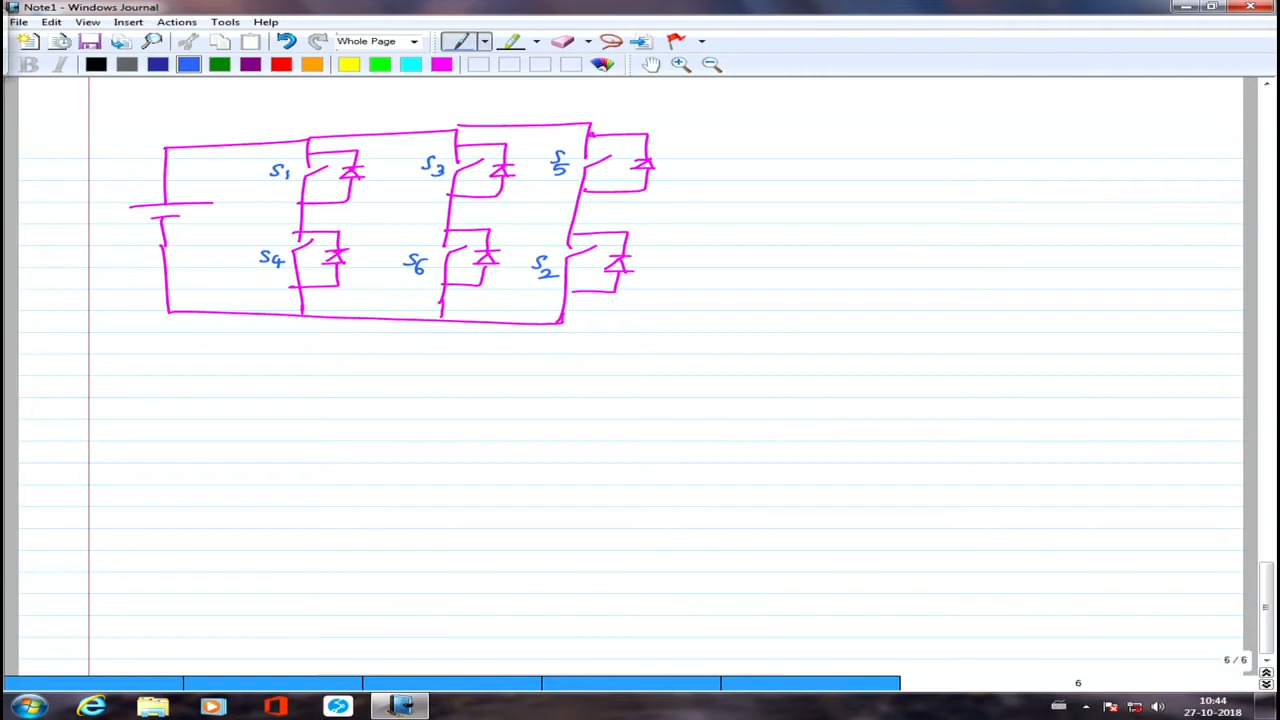 Note1 - Windows Journal
File Edit View Insert Actions Tools Help
Whole Page
B I
S1 S3 S5
S4 S6 S2
6 / 6
6
10:44
27-10-2018